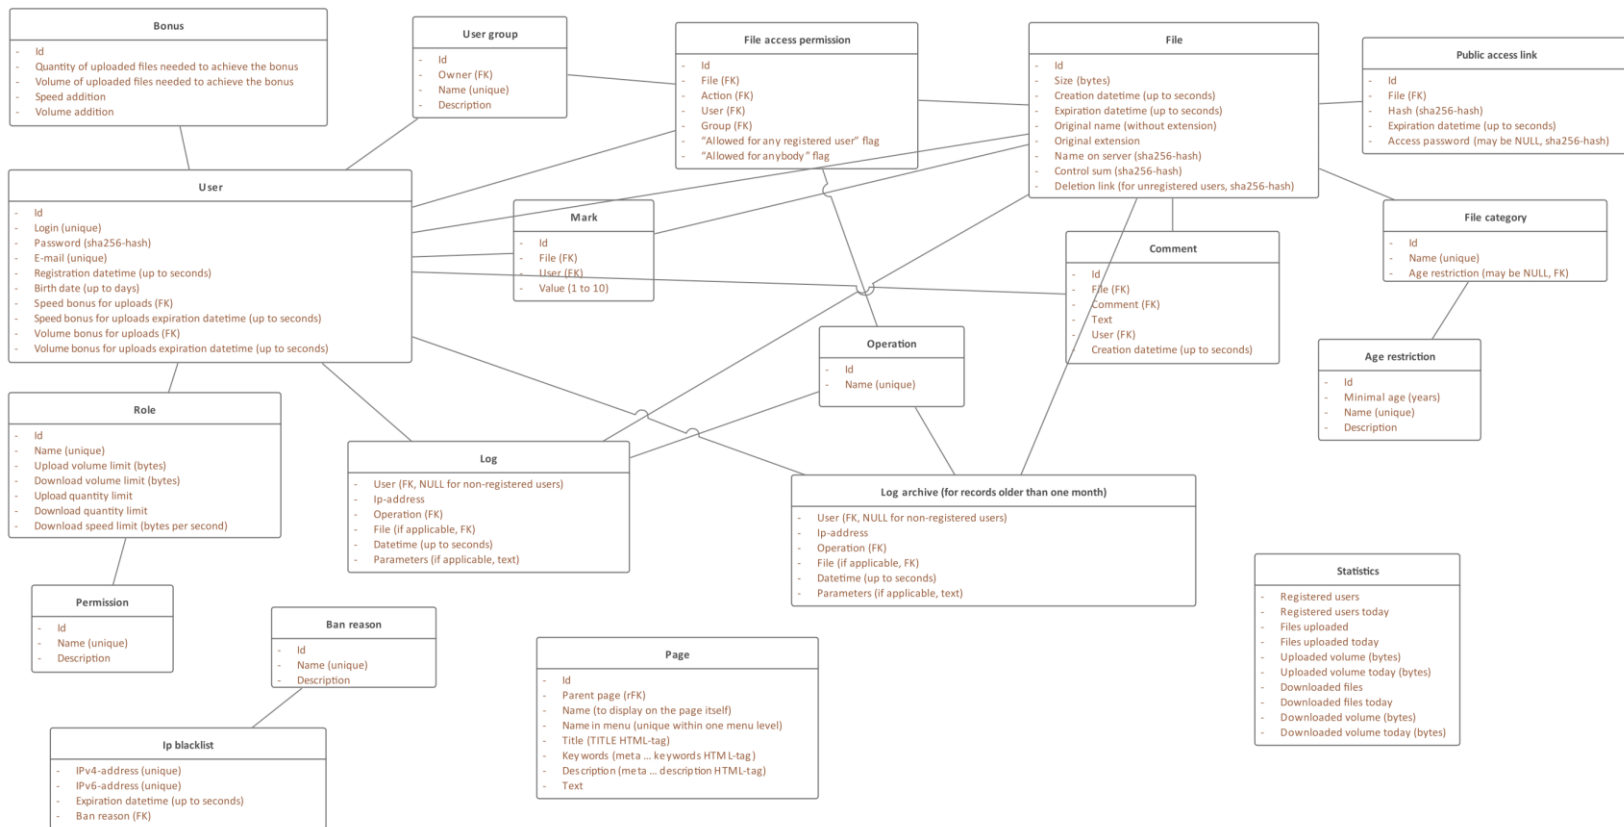 Bonus
- Id
- Quantity of uploaded files needed to achieve the bonus
- Volume of uploaded files needed to achieve the bonus
- Speed addition
- Volume addition
User group
- Id
- Owner (FK)
- Name (unique)
- Description
File access permission
- Id
- File (FK)
- Action (FK)
- User (FK)
- Group (FK)
- “Allowed for any registered user” flag
- “Allowed for anybody” flag
File
- Id
- Size (bytes)
- Creation datetime (up to seconds)
- Expiration datetime (up to seconds)
- Original name (without extension)
- Original extension
- Name on server (sha256-hash)
- Control sum (sha256-hash)
- Deletion link (for unregistered users, sha256-hash)
Public access link
- Id
- File (FK)
- Hash (sha256-hash)
- Expiration datetime (up to seconds)
- Access password (may be NULL, sha256-hash)
User
- Id
- Login (unique)
- Password (sha256-hash)
- E-mail (unique)
- Registration datetime (up to seconds)
- Birth date (up to days)
- Speed bonus for uploads (FK)
- Speed bonus for uploads expiration datetime (up to seconds)
- Volume bonus for uploads (FK)
- Volume bonus for uploads expiration datetime (up to seconds)
Mark
- Id
- File (FK)
- User (FK)
- Value (1 to 10)
Comment
- Id
- File (FK)
- Comment (FK)
- Text
- User (FK)
- Creation datetime (up to seconds)
File category
- Id
- Name (unique)
- Age restriction (may be NULL, FK)
Operation
- Id
- Name (unique)
Age restriction
- Id
- Minimal age (years)
- Name (unique)
- Description
Role
- Id
- Name (unique)
- Upload volume limit (bytes)
- Download volume limit (bytes)
- Upload quantity limit
- Download quantity limit
- Download speed limit (bytes per second)
Log
- User (FK, NULL for non-registered users)
- Ip-address
- Operation (FK)
- File (if applicable, FK)
- Datetime (up to seconds)
- Parameters (if applicable, text)
Log archive (for records older than one month)
- User (FK, NULL for non-registered users)
- Ip-address
- Operation (FK)
- File (if applicable, FK)
- Datetime (up to seconds)
- Parameters (if applicable, text)
Statistics
- Registered users
- Registered users today
- Files uploaded
- Files uploaded today
- Uploaded volume (bytes)
- Uploaded volume today (bytes)
- Downloaded files
- Downloaded files today
- Downloaded volume (bytes)
- Downloaded volume today (bytes)
Permission
- Id
- Name (unique)
- Description
Ban reason
- Id
- Name (unique)
- Description
Page
- Id
- Parent page (rFK)
- Name (to display on the page itself)
- Name in menu (unique within one menu level)
- Title (TITLE HTML-tag)
- Keywords (meta ... keywords HTML-tag)
- Description (meta ... description HTML-tag)
- Text
Ip blacklist
- IPv4-address (unique)
- IPv6-address (unique)
- Expiration datetime (up to seconds)
- Ban reason (FK)